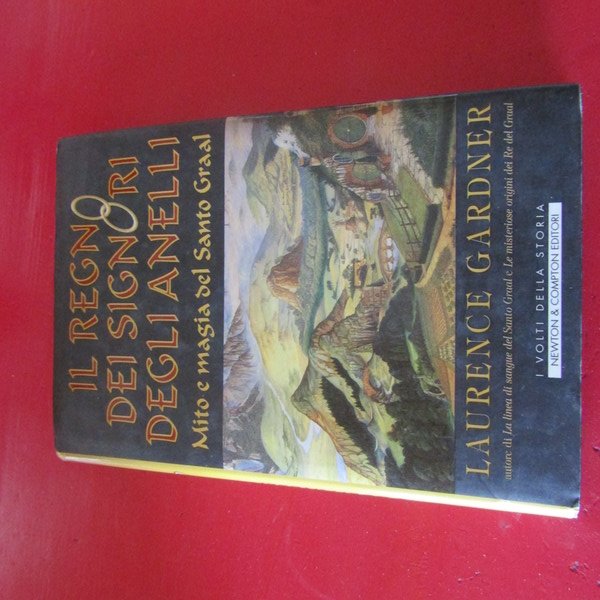 IL REGNO
DEI SIGNORI
DEGLI ANELLI
Mito e magia del Santo Graal
LAURENCE GARDNER
autore di La linea di sangue del Santo Graal e Le misteriose origini dei Re del Graal
I VOLTI DELLA STORIA
NEWTON & COMPTON EDITORI